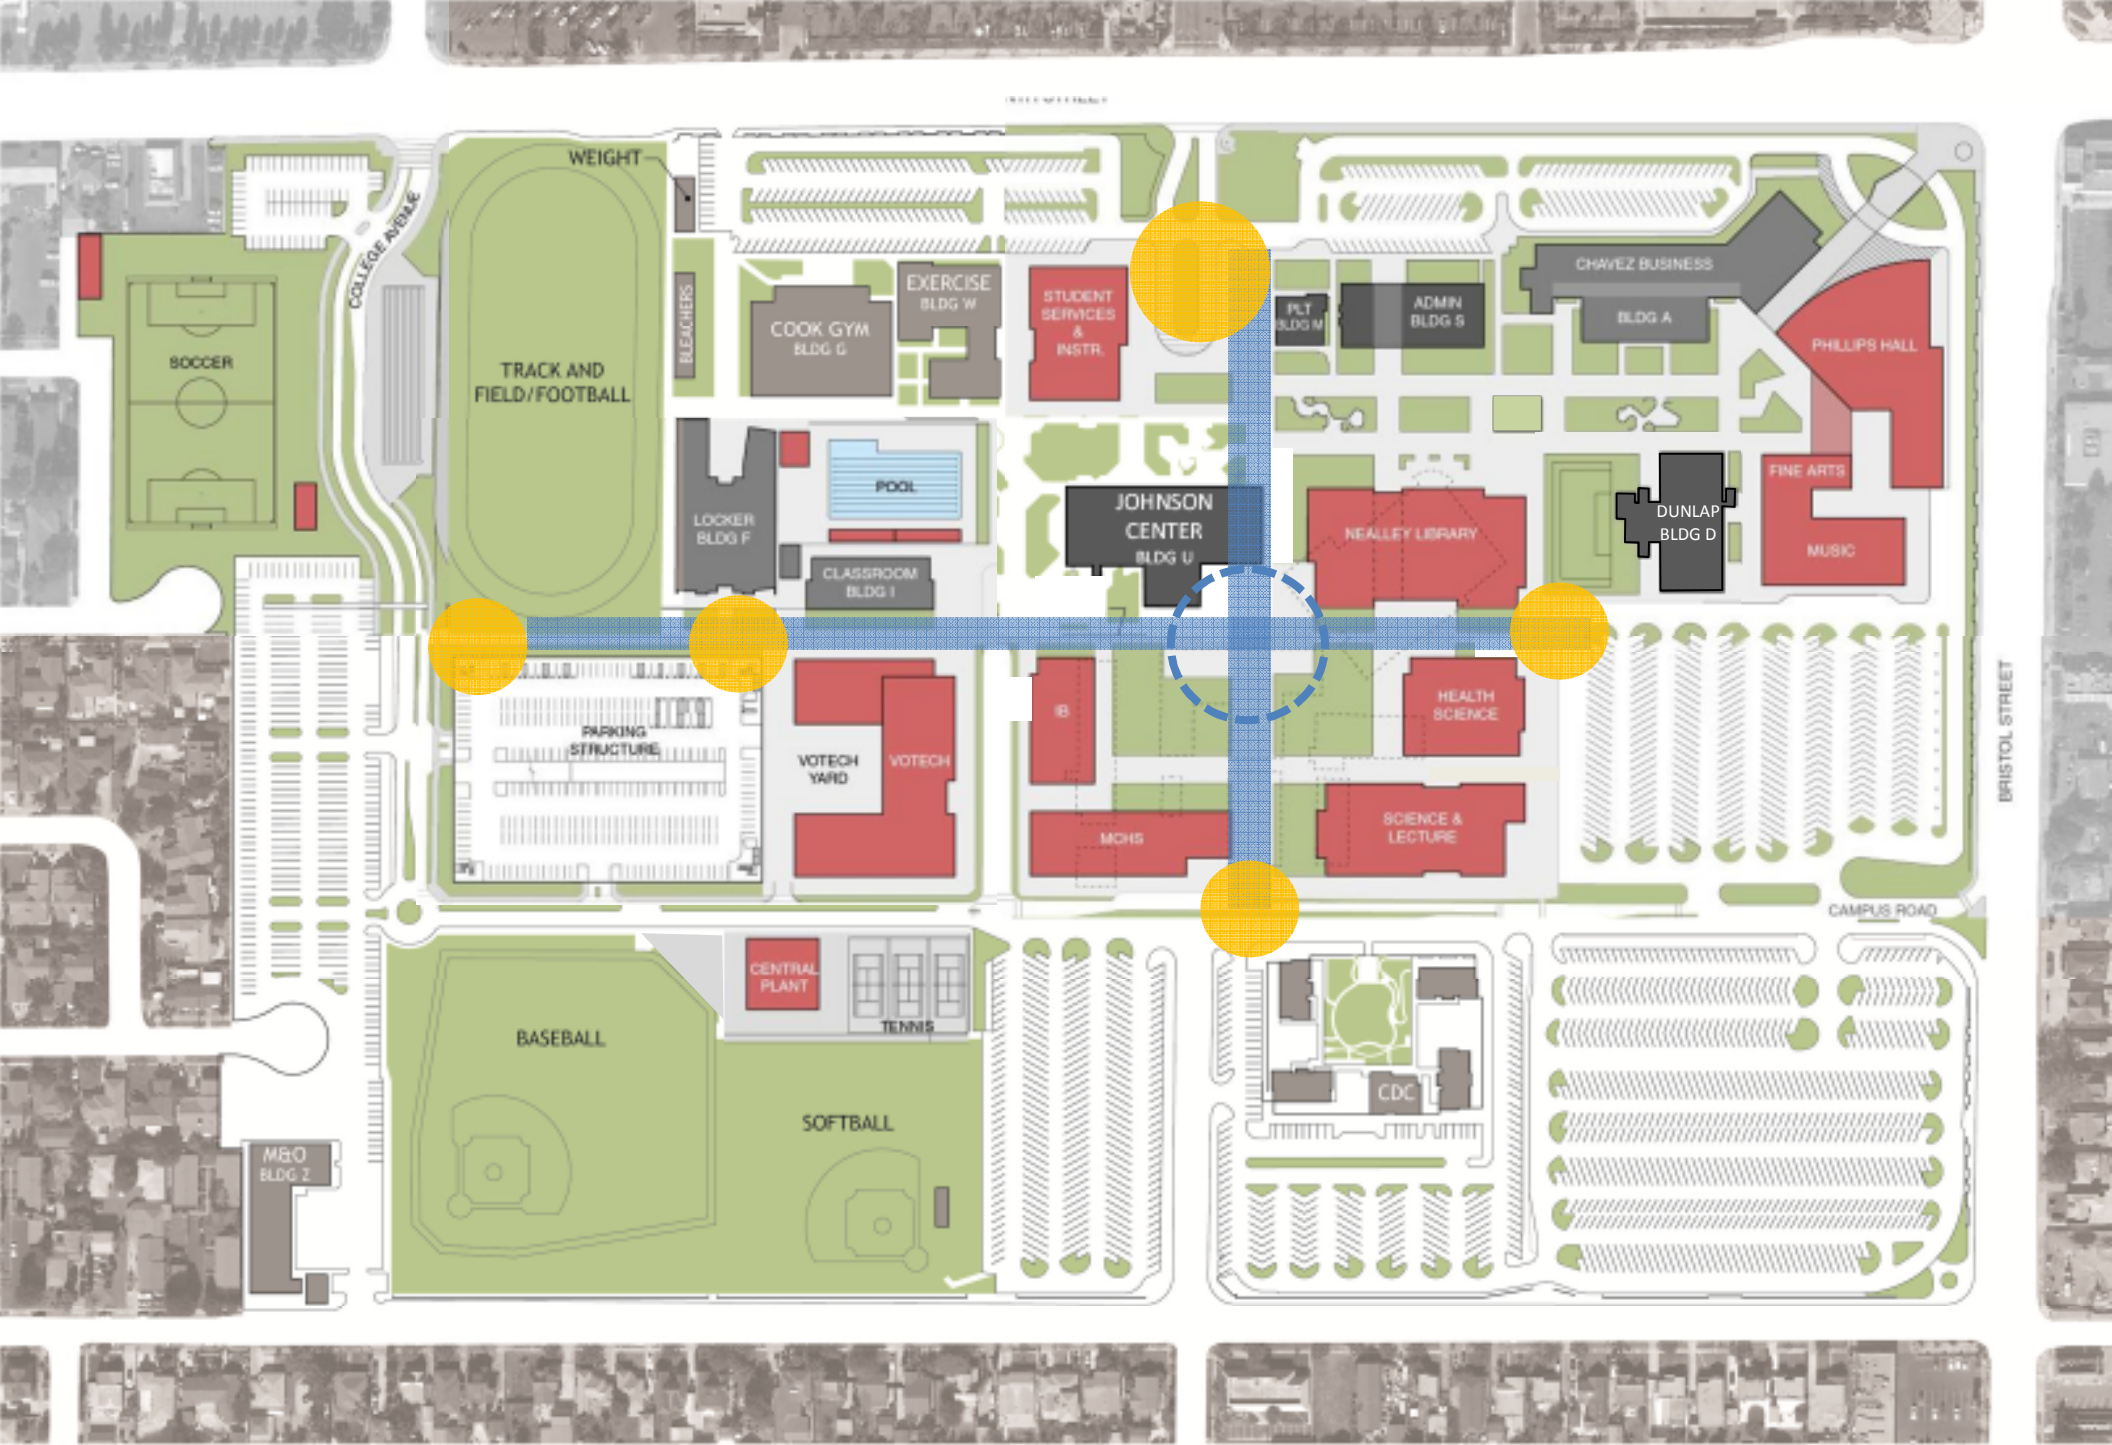 WEIGHT
COLLEGE AVENUE
SOCCER
TRACK AND
FIELD/FOOTBALL
BLEACHERS
COOK GYM
BLDG G
EXERCISE
BLDG W
STUDENT
SERVICES
&
INSTR.
PLT
BLDG M
ADMIN
BLDG S
CHAVEZ BUSINESS
BLDG A
PHILLIPS HALL
LOCKER
BLDG F
POOL
CLASSROOM
BLDG I
JOHNSON
CENTER
BLDG U
NEALLEY LIBRARY
DUNLAP
BLDG D
FINE ARTS
MUSIC
PARKING
STRUCTURE
VOTECH
YARD
VOTECH
IB
HEALTH
SCIENCE
MCHS
SCIENCE &
LECTURE
BRISTOL STREET
CAMPUS ROAD
CENTRAL
PLANT
TENNIS
BASEBALL
SOFTBALL
CDC
M&O
BLDG Z